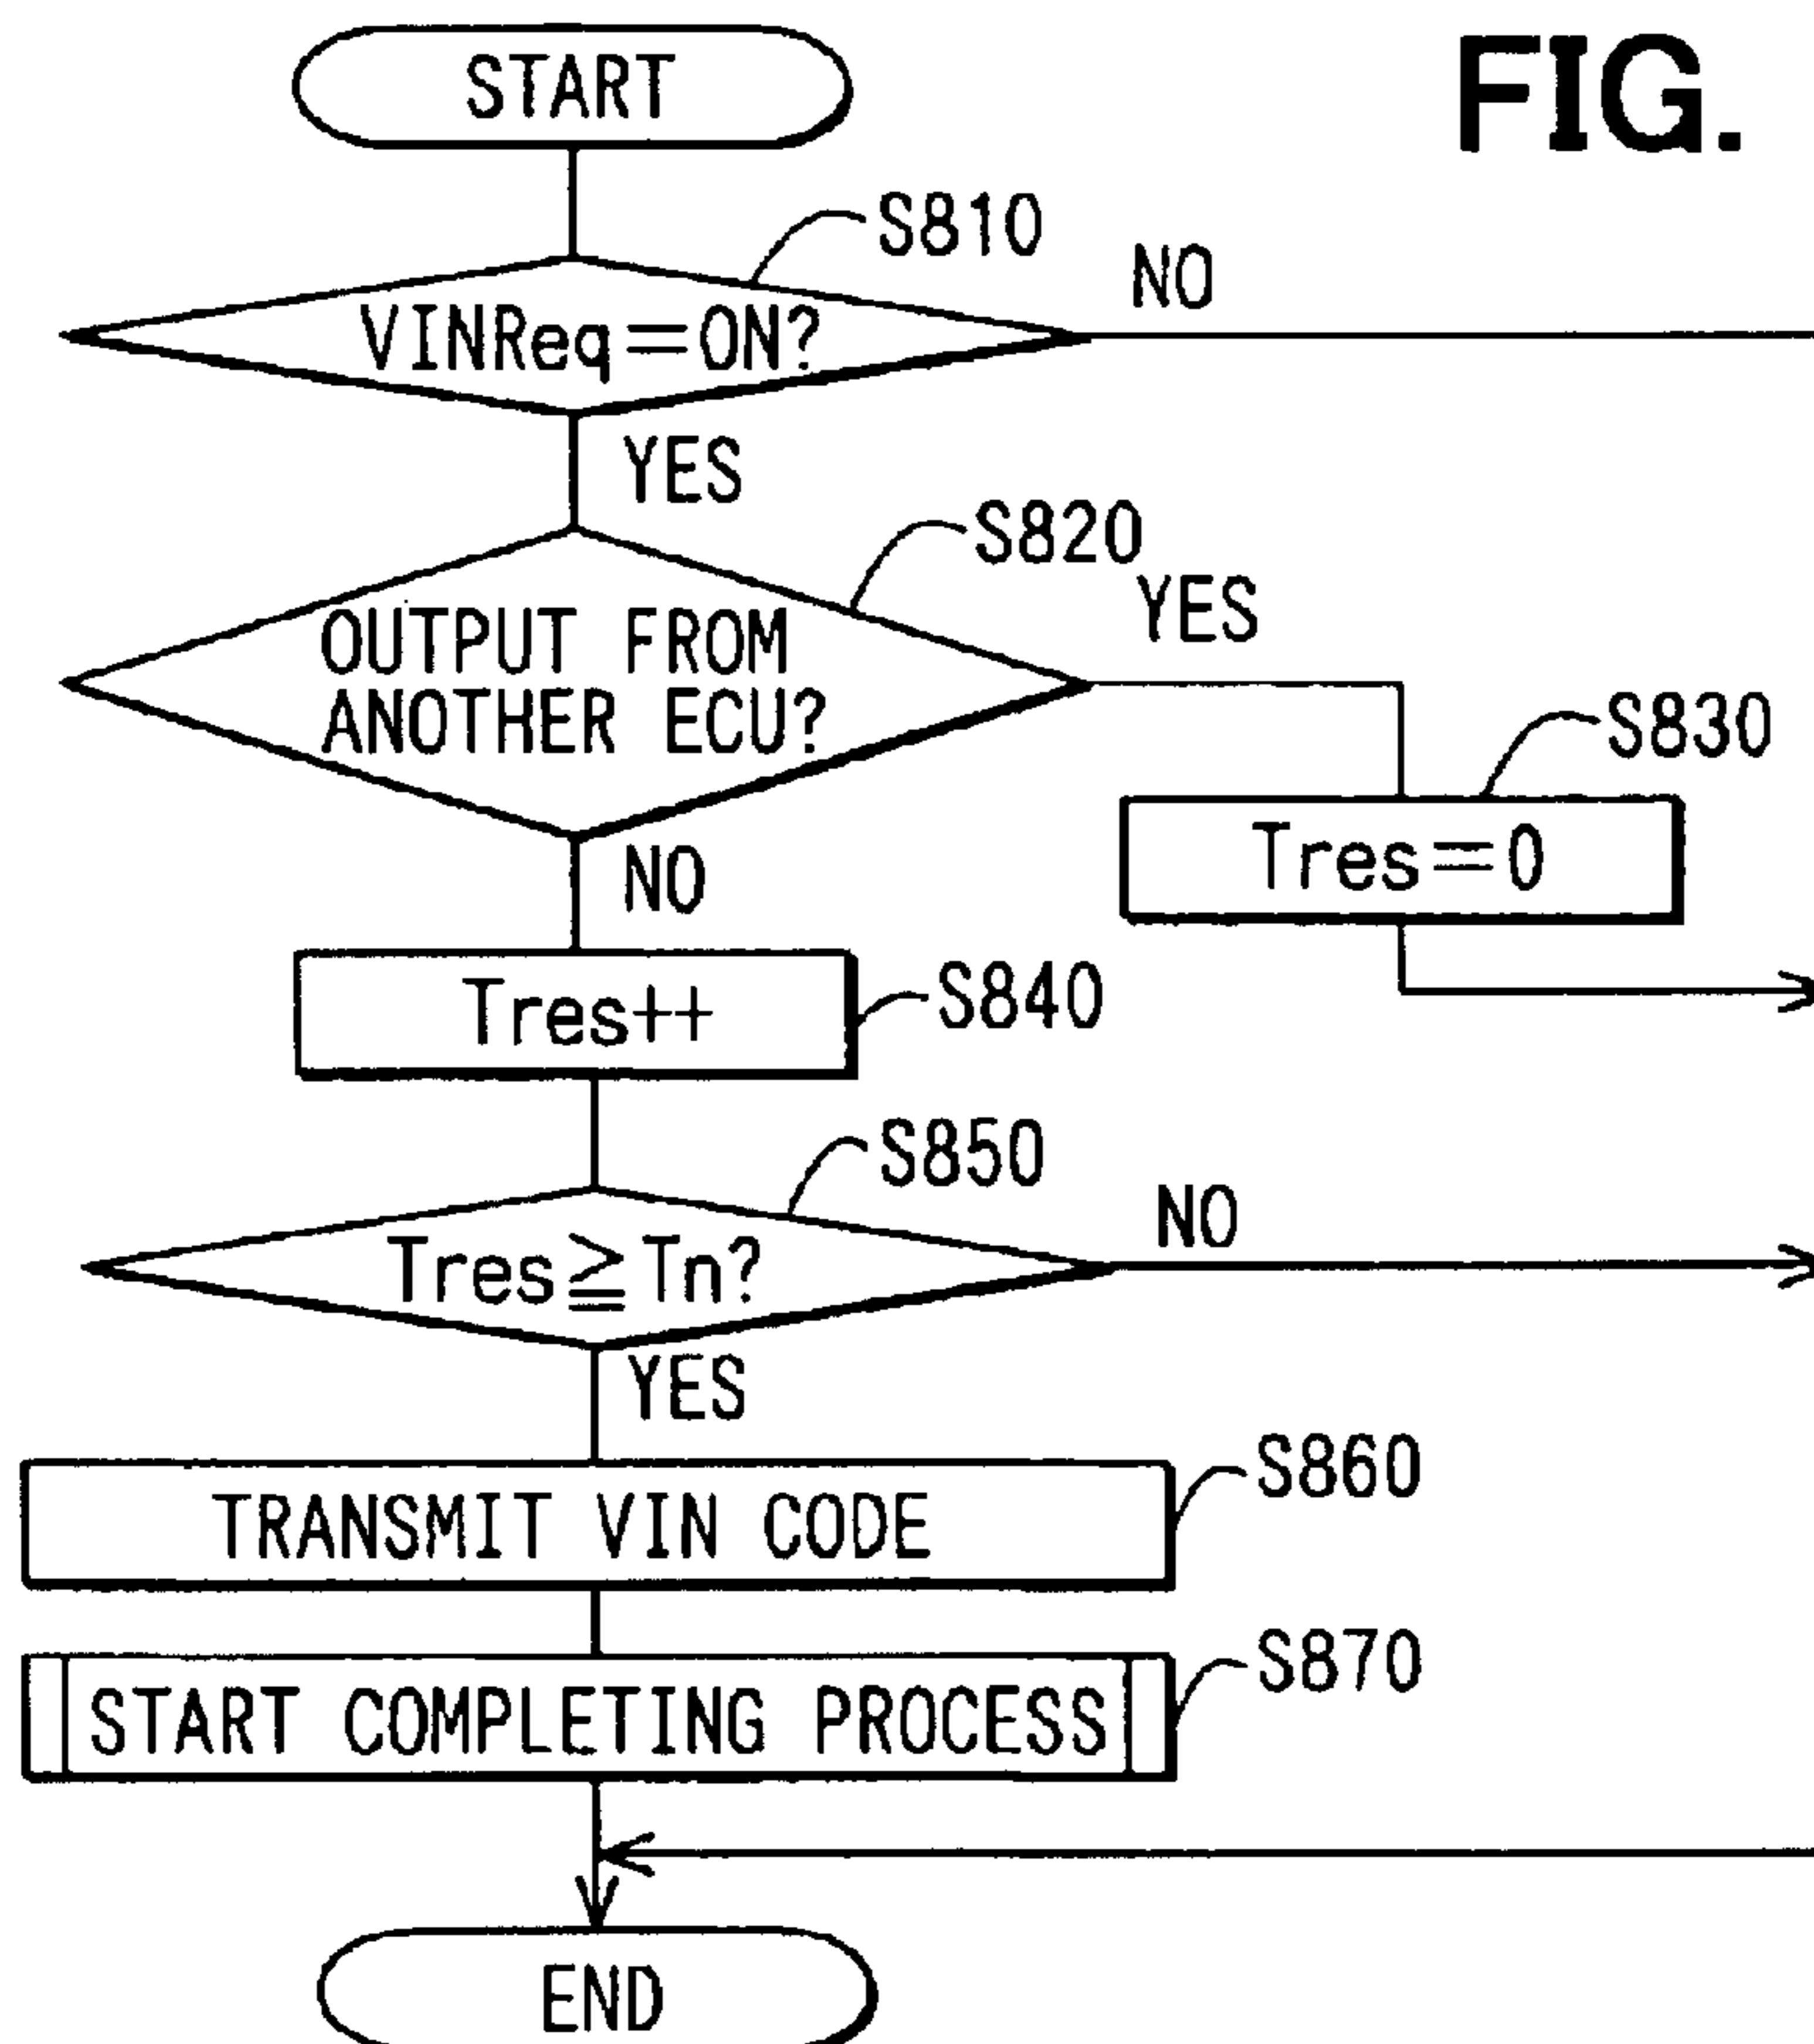 START
FIG.
S810
NO
VINReq=ON?
YES
S820
YES
OUTPUT FROM
ANOTHER ECU?
S830
Tres=0
NO
Tres++
S840
S850
NO
Tres≧Tn?
YES
S860
TRANSMIT VIN CODE
S870
START COMPLETING PROCESS
END